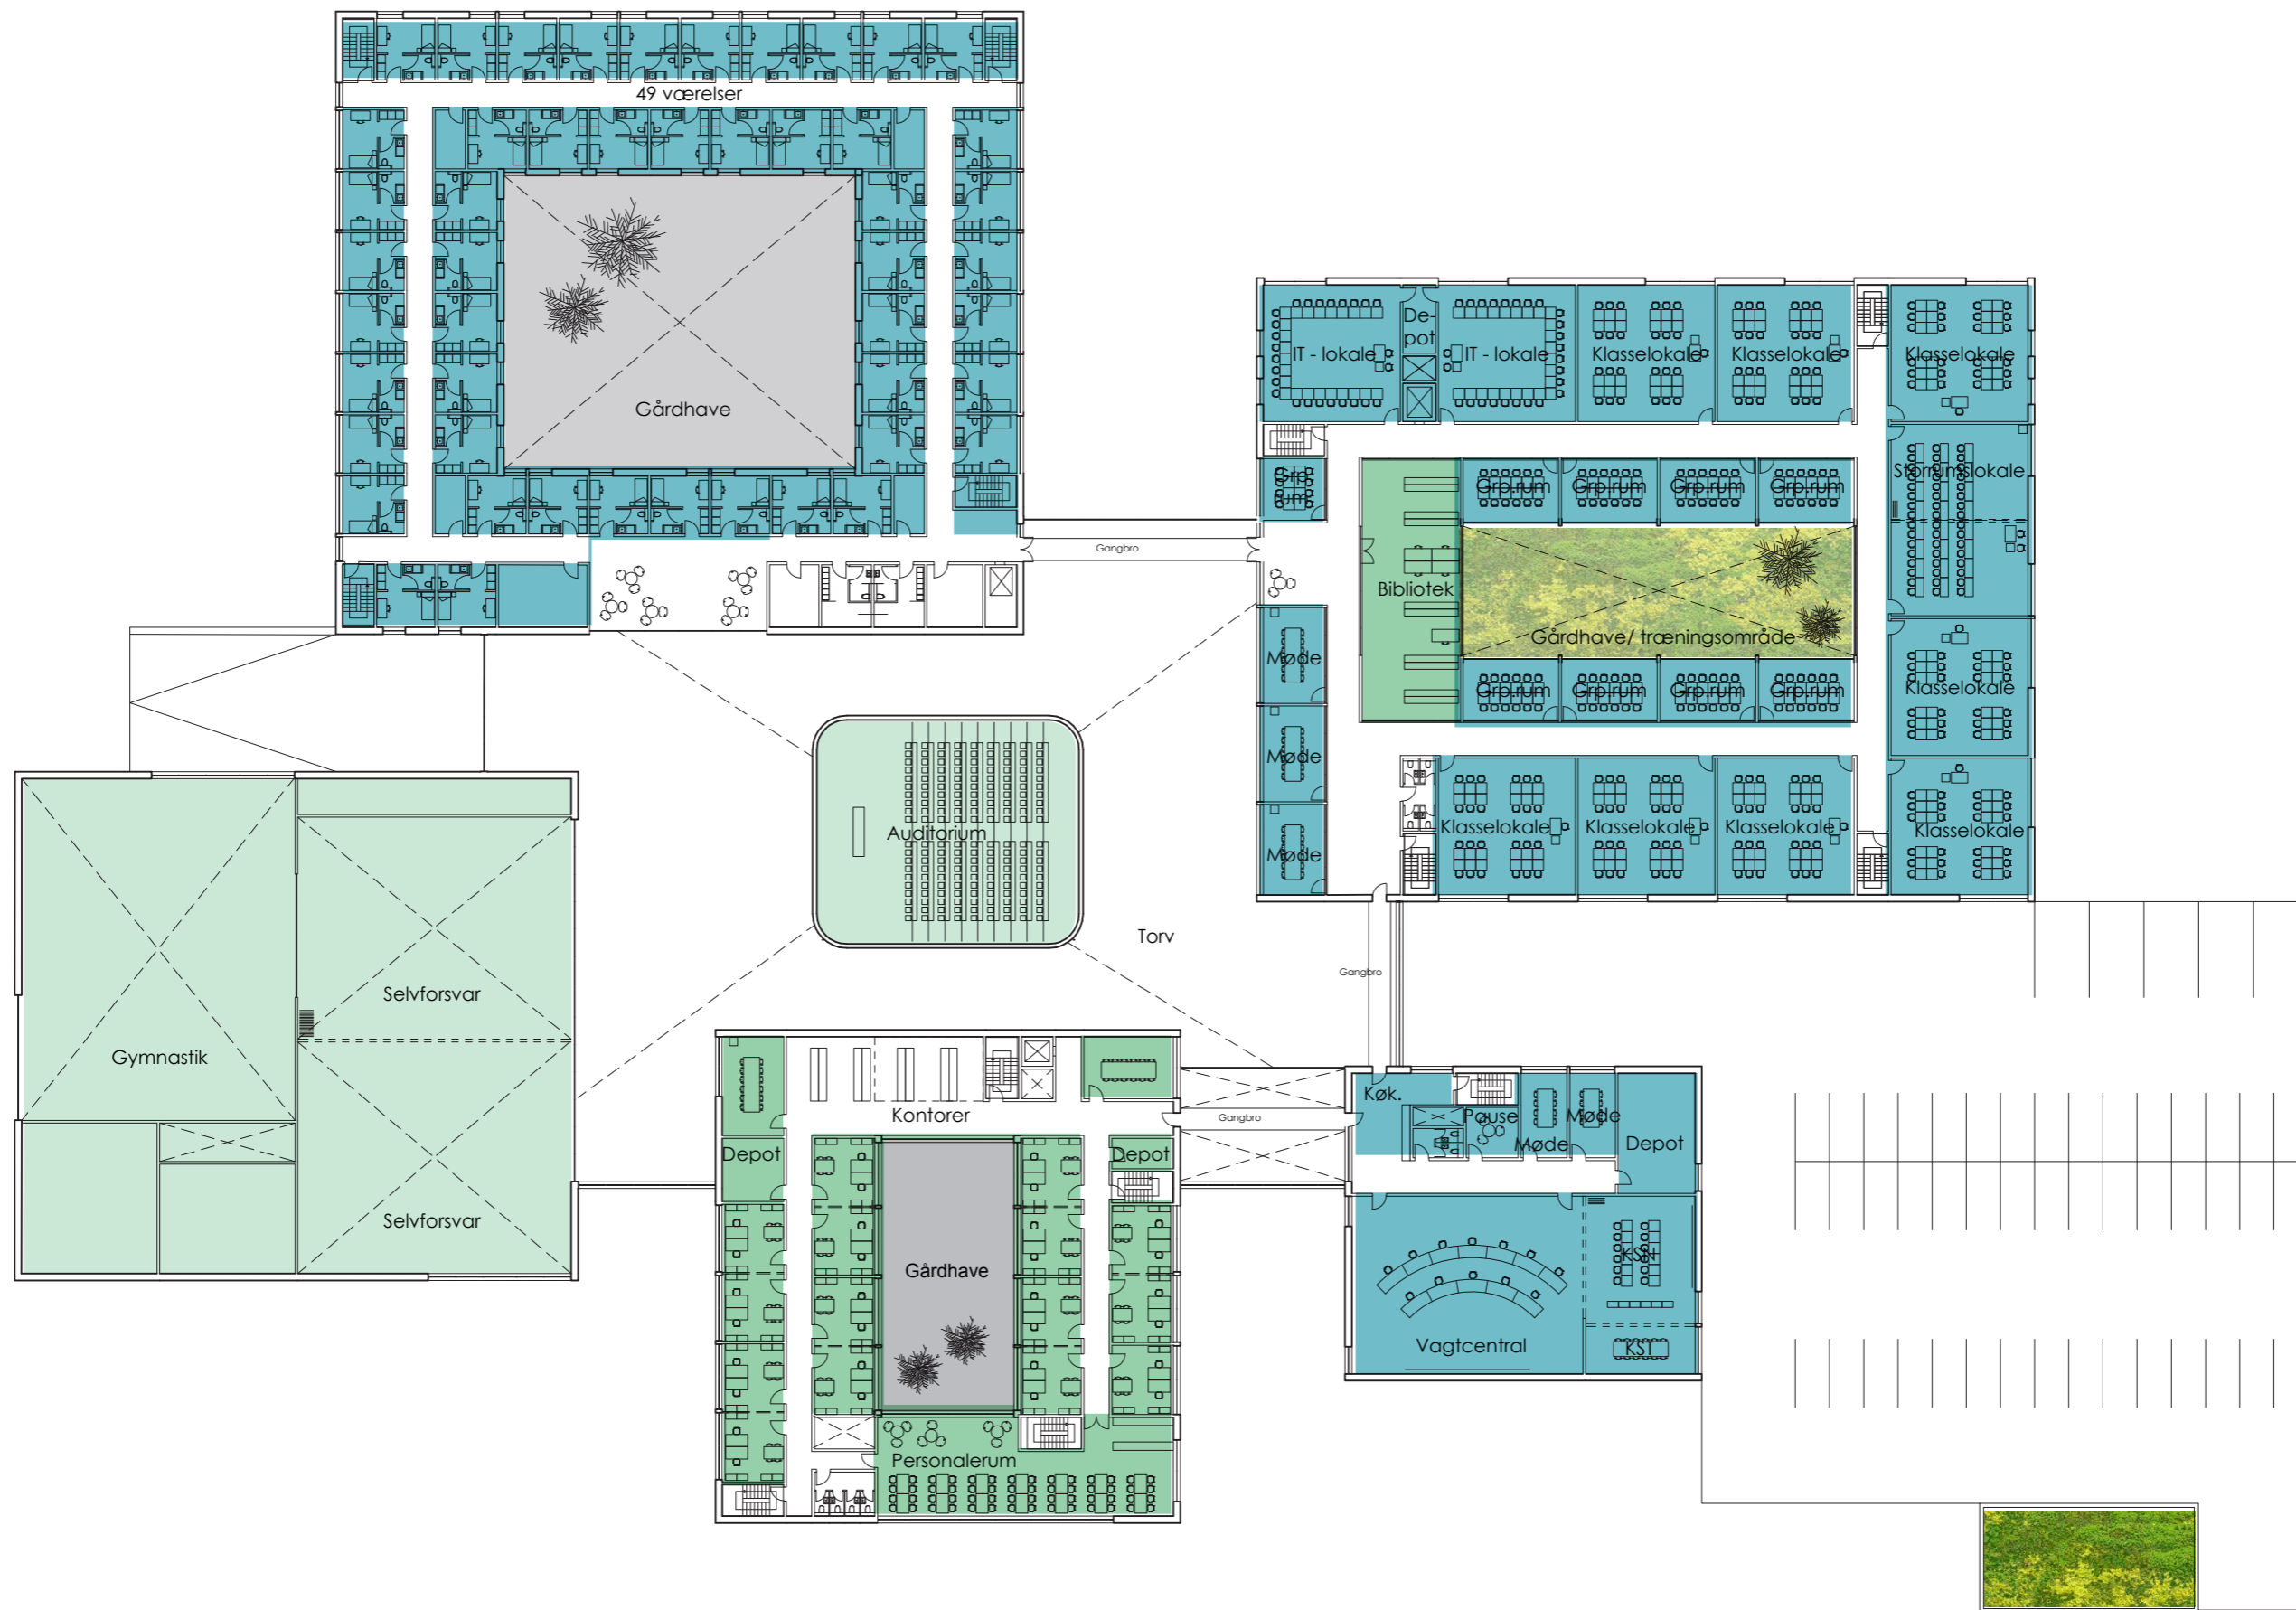 49 værelser
Gårdhave
Gangbro
IT - lokale
De-
pot
IT - lokale
Klasselokale
Klasselokale
Klasselokale
Storrumslokale
Grp.
rum
Grp.rum
Grp.rum
Grp.rum
Grp.rum
Bibliotek
Gårdhave/ træningsområde
Møde
Grp.rum
Grp.rum
Grp.rum
Grp.rum
Klasselokale
Møde
Møde
Klasselokale
Klasselokale
Klasselokale
Klasselokale
Auditorium
Torv
Gangbro
Gymnastik
Selvforsvar
Selvforsvar
Kontorer
Depot
Depot
Gårdhave
Personalerum
Gangbro
Køk.
Pause
Møde
Møde
Depot
KSN
Vagtcentral
KST